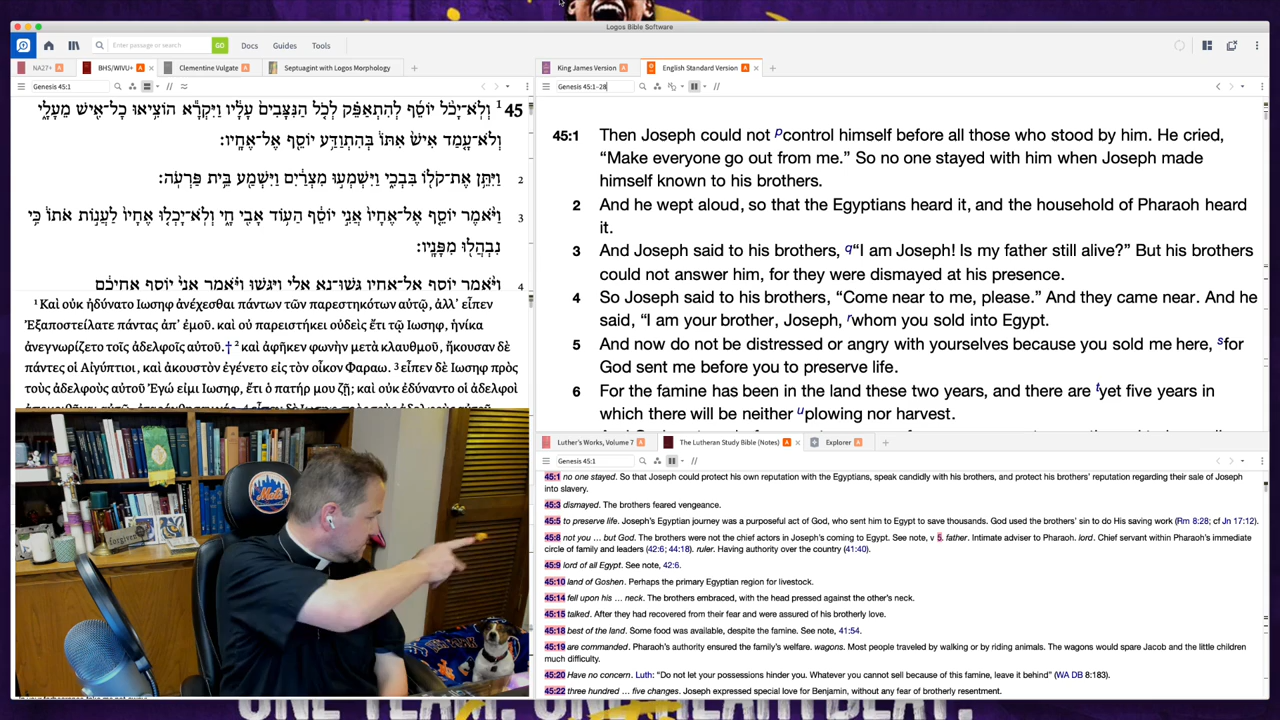 Logos Bible Software
Enter passage or search
GO
Docs
Guides
Tools
NA27+ A
BHS/WIVU+ A
Clementine Vulgate A
Septuagint with Logos Morphology
Genesis 45:1
45 ¹ וְלֹֽא־יָכֹ֨ל יוֹסֵ֜ף לְהִתְאַפֵּ֗ק לְכֹ֤ל הַנִּצָּבִים֙ עָלָ֔יו וַיִּקְרָ֕א הוֹצִ֥יאוּ כָל־אִ֖ישׁ מֵעָלָ֑י
וְלֹא־עָ֤מַד אִישׁ֙ אִתּ֔וֹ בְּהִתְוַדַּ֥ע יוֹסֵ֖ף אֶל־אֶחָֽיו׃
2 וַיִּתֵּ֥ן אֶת־קֹל֖וֹ בִּבְכִ֑י וַיִּשְׁמְע֣וּ מִצְרַ֔יִם וַיִּשְׁמַ֖ע בֵּ֥ית פַּרְעֹֽה׃
3 וַיֹּ֨אמֶר יוֹסֵ֤ף אֶל־אֶחָיו֙ אֲנִ֣י יוֹסֵ֔ף הַע֥וֹד אָבִ֖י חָ֑י וְלֹֽא־יָכְל֤וּ אֶחָיו֙ לַעֲנ֣וֹת אֹת֔וֹ כִּ֥י
נִבְהֲל֖וּ מִפָּנָֽיו׃
4 וַיֹּ֨אמֶר יוֹסֵ֧ף אֶל־אֶחָ֛יו גְּשׁוּ־נָ֥א אֵלַ֖י וַיִּגָּ֑שׁוּ וַיֹּ֗אמֶר אֲנִי֙ יוֹסֵ֣ף אֲחִיכֶ֔ם
¹ Καὶ οὐκ ἠδύνατο Ιωσηφ ἀνέχεσθαι πάντων τῶν παρεστηκότων αὐτῷ, ἀλλʼ εἶπεν
Ἐξαποστείλατε πάντας ἀπʼ ἐμοῦ. καὶ οὐ παρειστήκει οὐδεὶς ἔτι τῷ Ιωσηφ, ἡνίκα
ἀνεγνωρίζετο τοῖς ἀδελφοῖς αὐτοῦ.† ² καὶ ἀφῆκεν φωνὴν μετὰ κλαυθμοῦ, ἤκουσαν δὲ
πάντες οἱ Αἰγύπτιοι, καὶ ἀκουστὸν ἐγένετο εἰς τὸν οἶκον Φαραω. ³ εἶπεν δὲ Ιωσηφ πρὸς
τοὺς ἀδελφοὺς αὐτοῦ Ἐγώ εἰμι Ιωσηφ, ἔτι ὁ πατήρ μου ζῇ; καὶ οὐκ ἐδύναντο οἱ ἀδελφοὶ
Mets
King James Version A
English Standard Version A
Genesis 45:1–28
45:1 Then Joseph could not pcontrol himself before all those who stood by him. He cried,
“Make everyone go out from me.” So no one stayed with him when Joseph made
himself known to his brothers.
2 And he wept aloud, so that the Egyptians heard it, and the household of Pharaoh heard
it.
3 And Joseph said to his brothers, q“I am Joseph! Is my father still alive?” But his brothers
could not answer him, for they were dismayed at his presence.
4 So Joseph said to his brothers, “Come near to me, please.” And they came near. And he
said, “I am your brother, Joseph, rwhom you sold into Egypt.
5 And now do not be distressed or angry with yourselves because you sold me here, sfor
God sent me before you to preserve life.
6 For the famine has been in the land these two years, and there are tyet five years in
which there will be neither uplowing nor harvest.
Luther's Works, Volume 7 A
The Lutheran Study Bible (Notes) A
Explorer
Genesis 45:1
45:1 no one stayed. So that Joseph could protect his own reputation with the Egyptians, speak candidly with his brothers, and protect his brothers’ reputation regarding their sale of Joseph
into slavery.
45:3 dismayed. The brothers feared vengeance.
45:5 to preserve life. Joseph’s Egyptian journey was a purposeful act of God, who sent him to Egypt to save thousands. God used the brothers’ sin to do His saving work (Rm 8:28; cf Jn 17:12).
45:8 not you … but God. The brothers were not the chief actors in Joseph’s coming to Egypt. See note, v 5. father. Intimate adviser to Pharaoh. lord. Chief servant within Pharaoh’s immediate
circle of family and leaders (42:6; 44:18). ruler. Having authority over the country (41:40).
45:9 lord of all Egypt. See note, 42:6.
45:10 land of Goshen. Perhaps the primary Egyptian region for livestock.
45:14 fell upon his … neck. The brothers embraced, with the head pressed against the other’s neck.
45:15 talked. After they had recovered from their fear and were assured of his brotherly love.
45:18 best of the land. Some food was available, despite the famine. See note, 41:54.
45:19 are commanded. Pharaoh’s authority ensured the family’s welfare. wagons. Most people traveled by walking or by riding animals. The wagons would spare Jacob and the little children
much difficulty.
45:20 Have no concern. Luth: “Do not let your possessions hinder you. Whatever you cannot sell because of this famine, leave it behind” (WA DB 8:183).
45:22 three hundred … five changes. Joseph expressed special love for Benjamin, without any fear of brotherly resentment.
ONE TEAM. ONE HEARTBEAT.